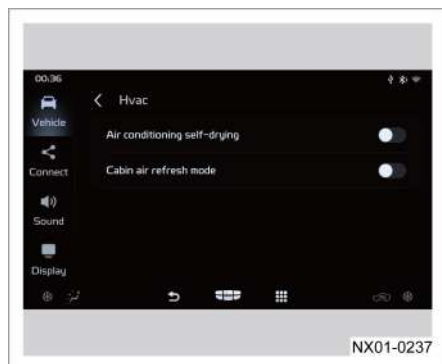 00:36
Hvac
Vehicle
Air conditioning self-drying
Connect
Cabin air refresh mode
Sound
Display
NX01-0237